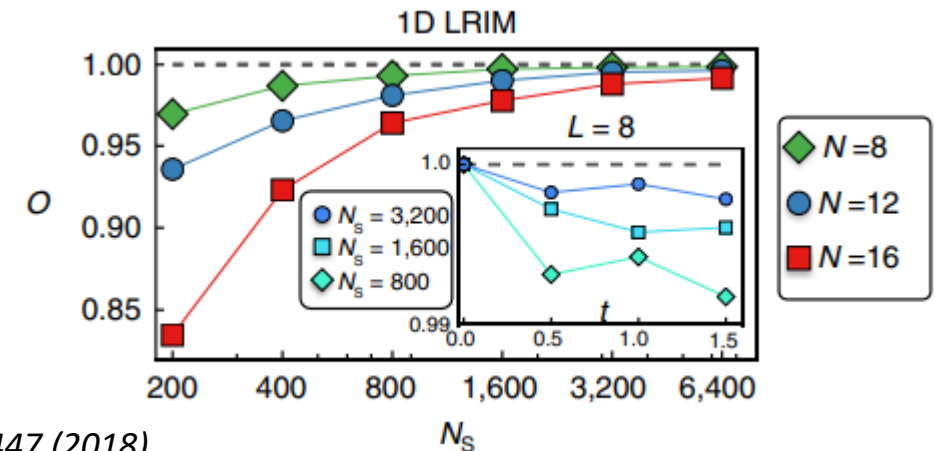 1D LRIM
1.00
0.95
0.90
0.85
O
200 400 800 1,600 3,200 6,400
N_S
L = 8
1.0
0.99
0.0 0.5 1.0 1.5
t
N_S = 3,200
N_S = 1,600
N_S = 800
N =8
N =12
N =16
447 (2018)